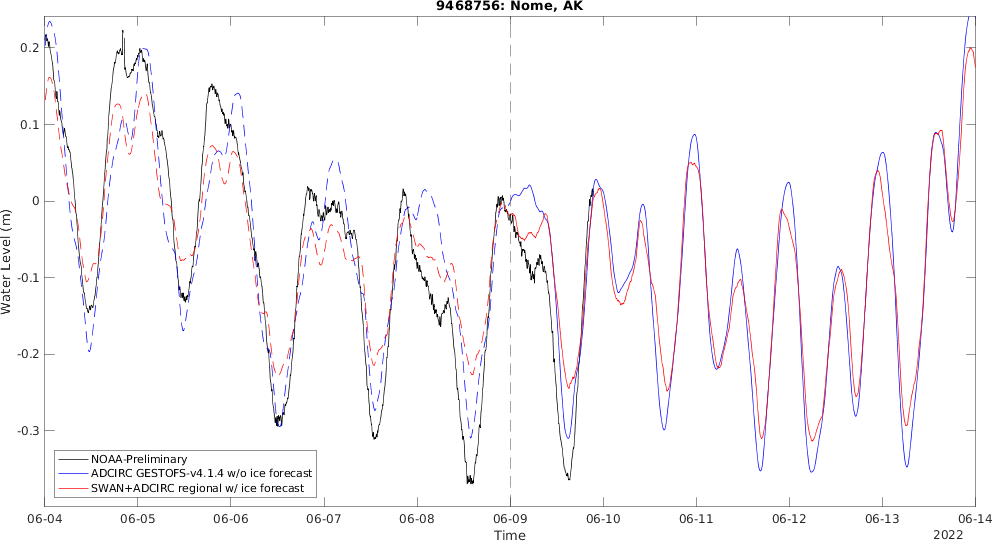 9468756: Nome, AK
Water Level (m)
0.2
0.1
0
-0.1
-0.2
-0.3
NOAA-Preliminary
ADCIRC GESTOFS-v4.1.4 w/o ice forecast
SWAN+ADCIRC regional w/ ice forecast
06-04 06-05 06-06 06-07 06-08 06-09 06-10 06-11 06-12 06-13 06-14
Time
2022